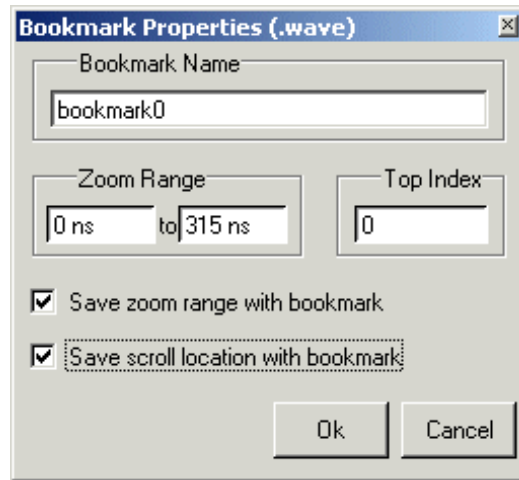 Bookmark Properties (.wave)
Bookmark Name
bookmark0
Zoom Range
Top Index
0 ns to 315 ns
0
Save zoom range with bookmark
Save scroll location with bookmark
Ok
Cancel